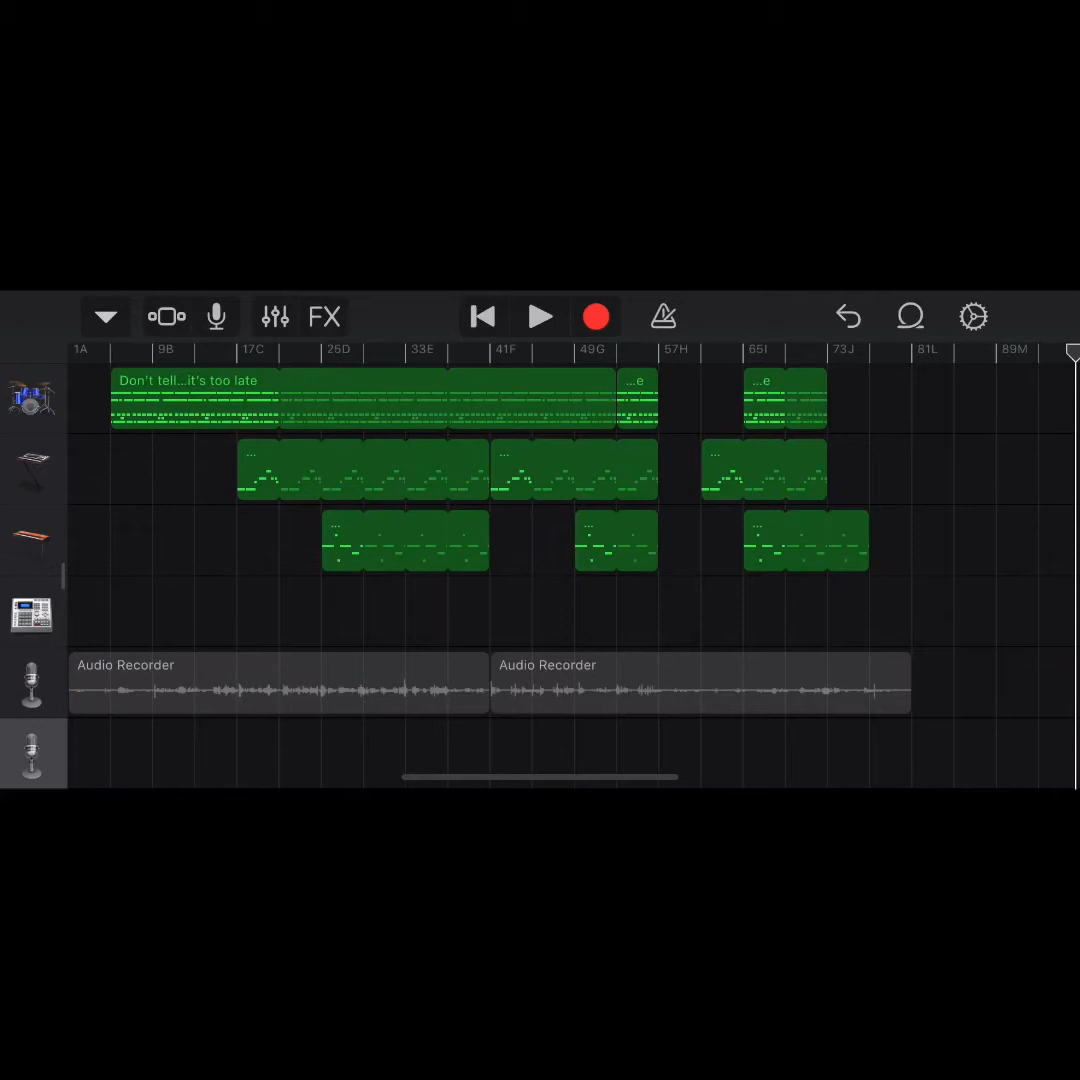 FX
1A 9B 17C 25D 33E 41F 49G 57H 65I 73J 81L 89M
Don't tell...it's too late ...e ...e
... ... ...
... ... ...
Audio Recorder Audio Recorder